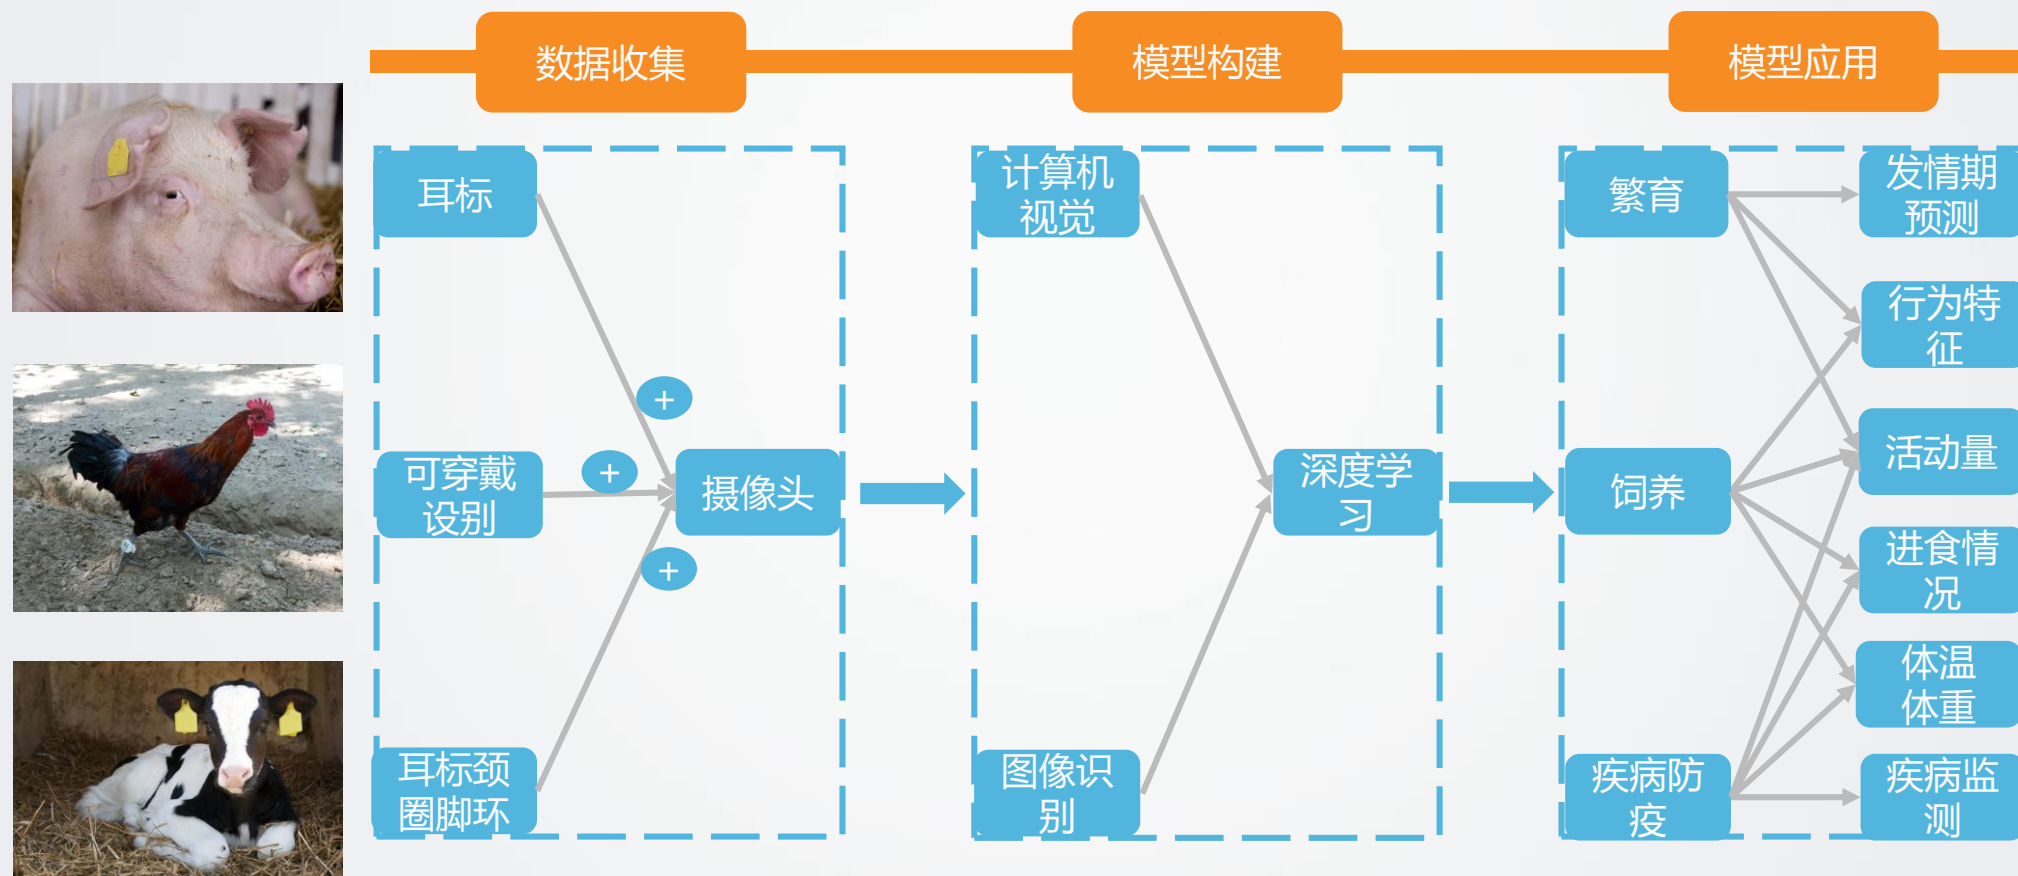 数据收集
模型构建
模型应用
耳标
可穿戴
设别
耳标颈
圈脚环
+
+
+
摄像头
计算机
视觉
图像识
别
深度学
习
繁育
饲养
疾病防
疫
发情期
预测
行为特
征
活动量
进食情
况
体温
体重
疾病监
测